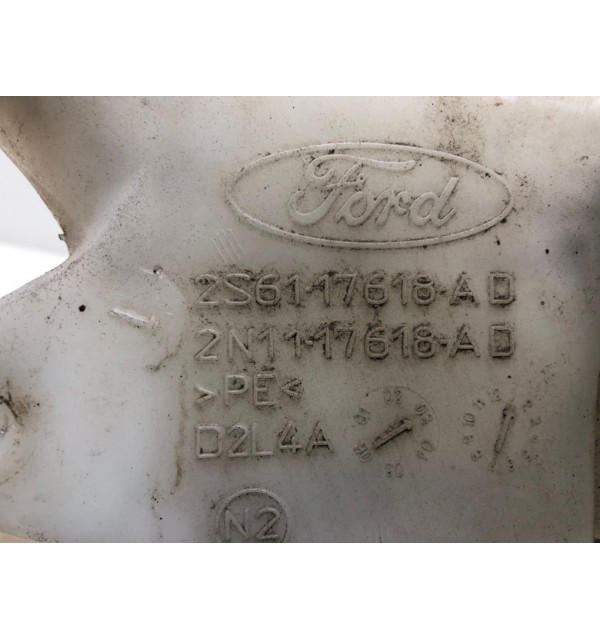 Ford
2S61-17618-AD
2N11-17618-AD
>PE<
D2L4A
N2